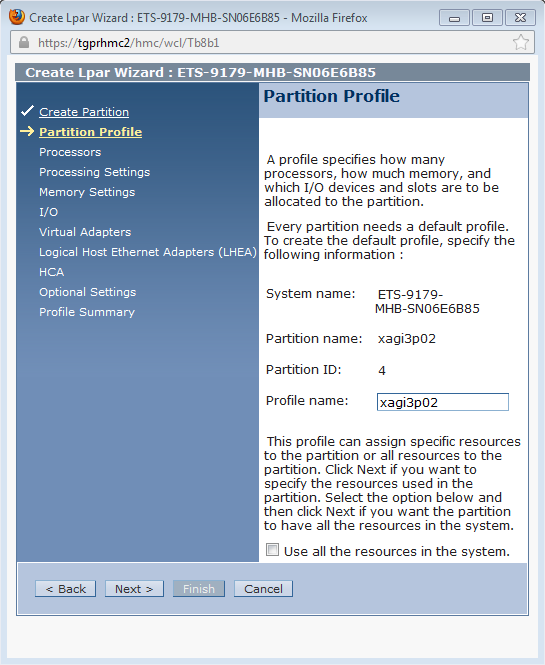 Create Lpar Wizard : ETS-9179-MHB-SN06E6B85 - Mozilla Firefox
https://tgprhmc2/hmc/wcl/Tb8b1
Create Lpar Wizard : ETS-9179-MHB-SN06E6B85
Create Partition
Partition Profile
Processors
Processing Settings
Memory Settings
I/O
Virtual Adapters
Logical Host Ethernet Adapters (LHEA)
HCA
Optional Settings
Profile Summary
Partition Profile
A profile specifies how many
processors, how much memory, and
which I/O devices and slots are to be
allocated to the partition.
Every partition needs a default profile.
To create the default profile, specify the
following information :
System name: ETS-9179-
MHB-SN06E6B85
Partition name: xagi3p02
Partition ID: 4
Profile name: xagi3p02
This profile can assign specific resources
to the partition or all resources to the
partition. Click Next if you want to
specify the resources used in the
partition. Select the option below and
then click Next if you want the partition
to have all the resources in the system.
Use all the resources in the system.
< Back Next > Finish Cancel